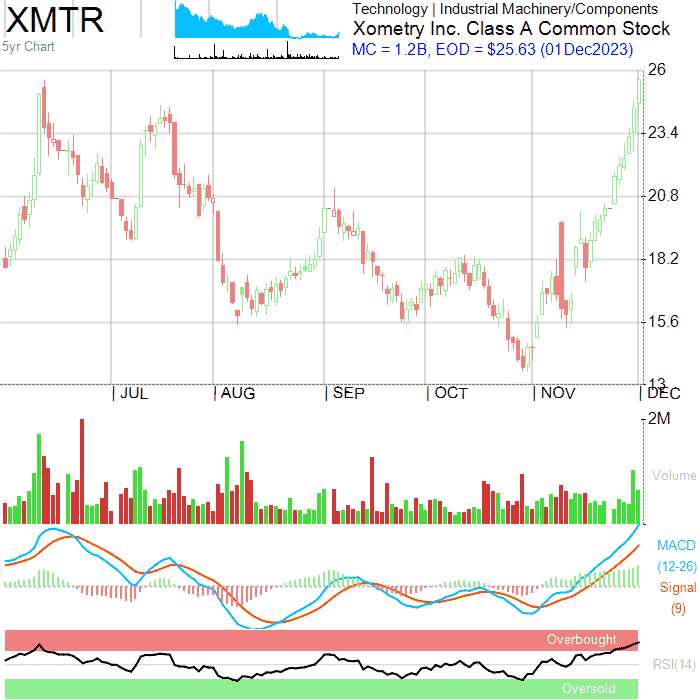 XMTR
5yr Chart
Technology | Industrial Machinery/Components
Xometry Inc. Class A Common Stock
MC = 1.2B, EOD = $25.63 (01Dec2023)
26
23.4
20.8
18.2
15.6
13
| JUL | AUG | SEP | OCT | NOV | DEC
2M
Volume
MACD
(12-26)
Signal
(9)
Overbought
RSI(14)
Oversold